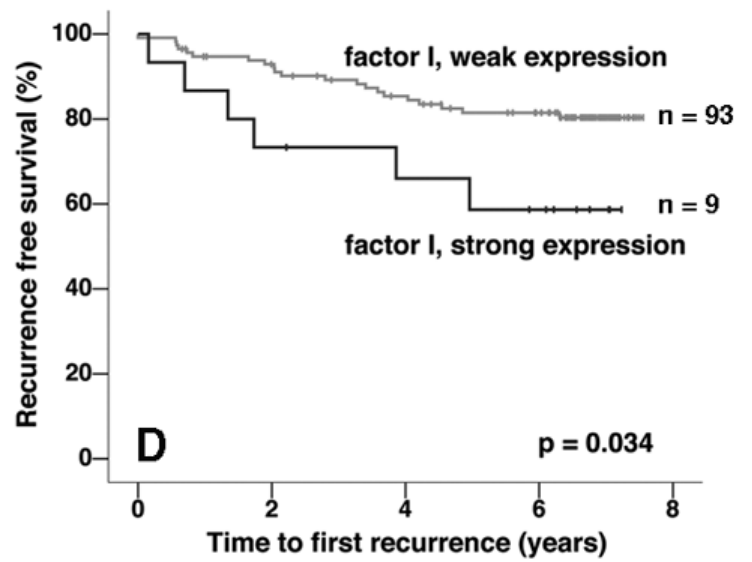 Recurrence free survival (%)
100
80
60
40
20
0
factor I, weak expression
n = 93
n = 9
factor I, strong expression
D
p = 0.034
0 2 4 6 8
Time to first recurrence (years)